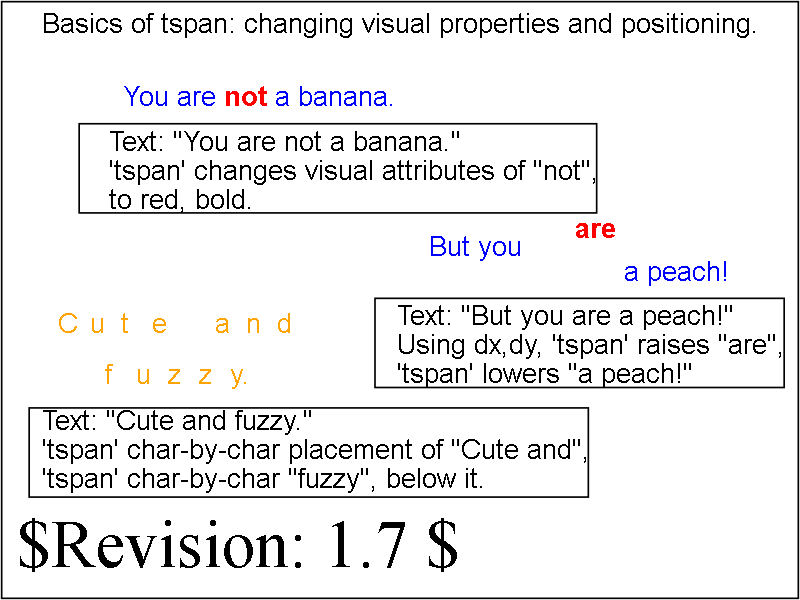 Basics of tspan: changing visual properties and positioning.
You are not a banana.
Text: "You are not a banana."
'tspan' changes visual attributes of "not",
to red, bold.
But you are a peach!
Text: "But you are a peach!"
Using dx,dy, 'tspan' raises "are",
'tspan' lowers "a peach!"
C u t e a n d
f u z z y.
Text: "Cute and fuzzy."
'tspan' char-by-char placement of "Cute and",
'tspan' char-by-char "fuzzy", below it.
$Revision: 1.7 $